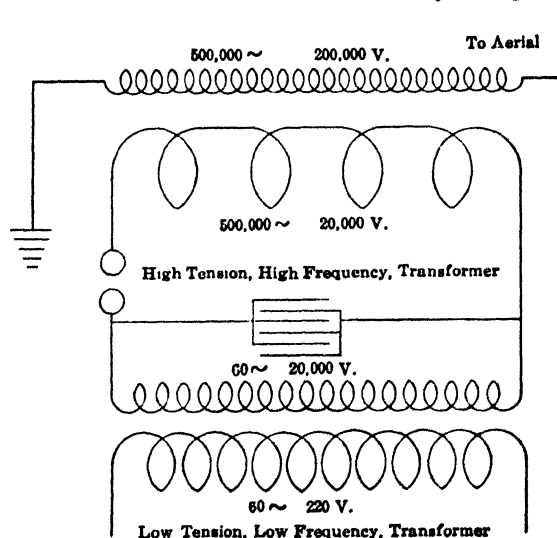 To Aerial
500,000 ~ 200,000 V.
500,000 ~ 20,000 V.
High Tension, High Frequency, Transformer
60 ~ 20,000 V.
60 ~ 220 V.
Low Tension, Low Frequency, Transformer